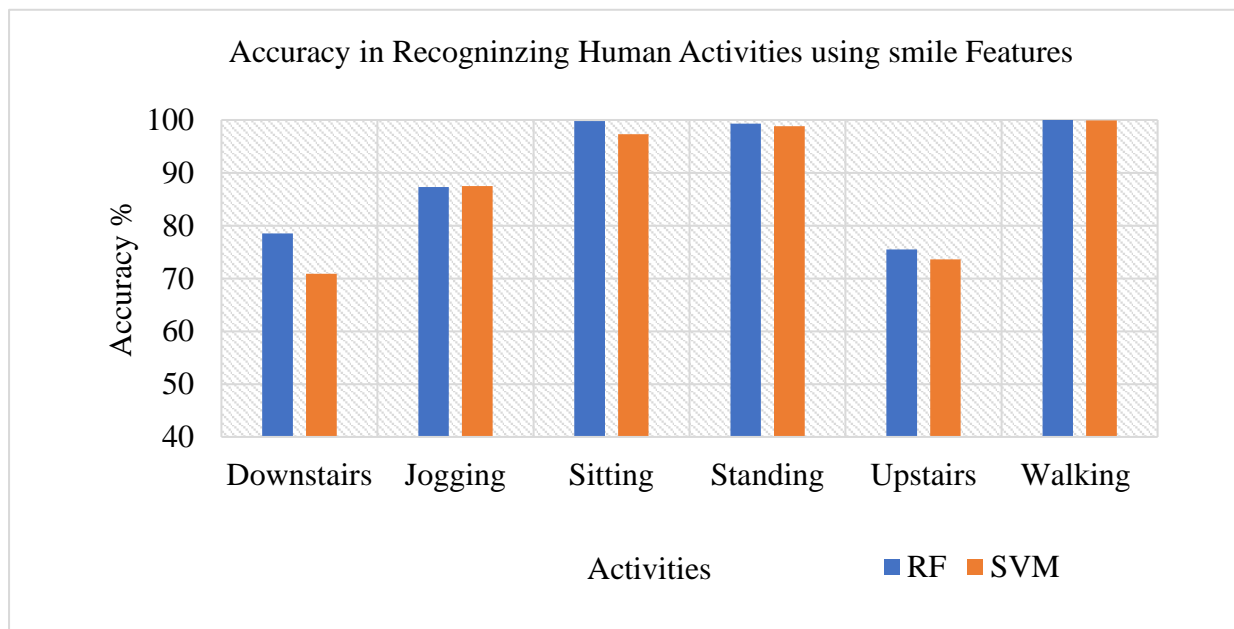 Accuracy in Recogninzing Human Activities using smile Features
Accuracy %
100
90
80
70
60
50
40
Downstairs Jogging Sitting Standing Upstairs Walking
Activities
RF SVM